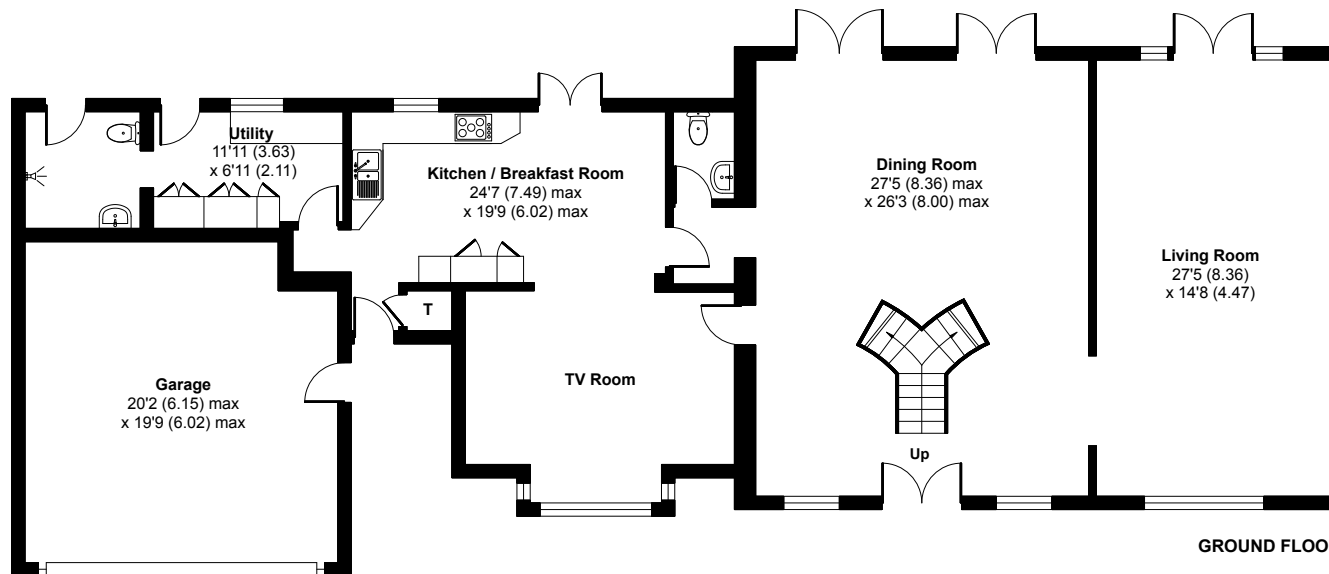 Utility
11'11 (3.63)
x 6'11 (2.11)
Kitchen / Breakfast Room
24'7 (7.49) max
x 19'9 (6.02) max
Dining Room
27'5 (8.36) max
x 26'3 (8.00) max
Living Room
27'5 (8.36)
x 14'8 (4.47)
T
TV Room
Garage
20'2 (6.15) max
x 19'9 (6.02) max
Up
GROUND FLOO